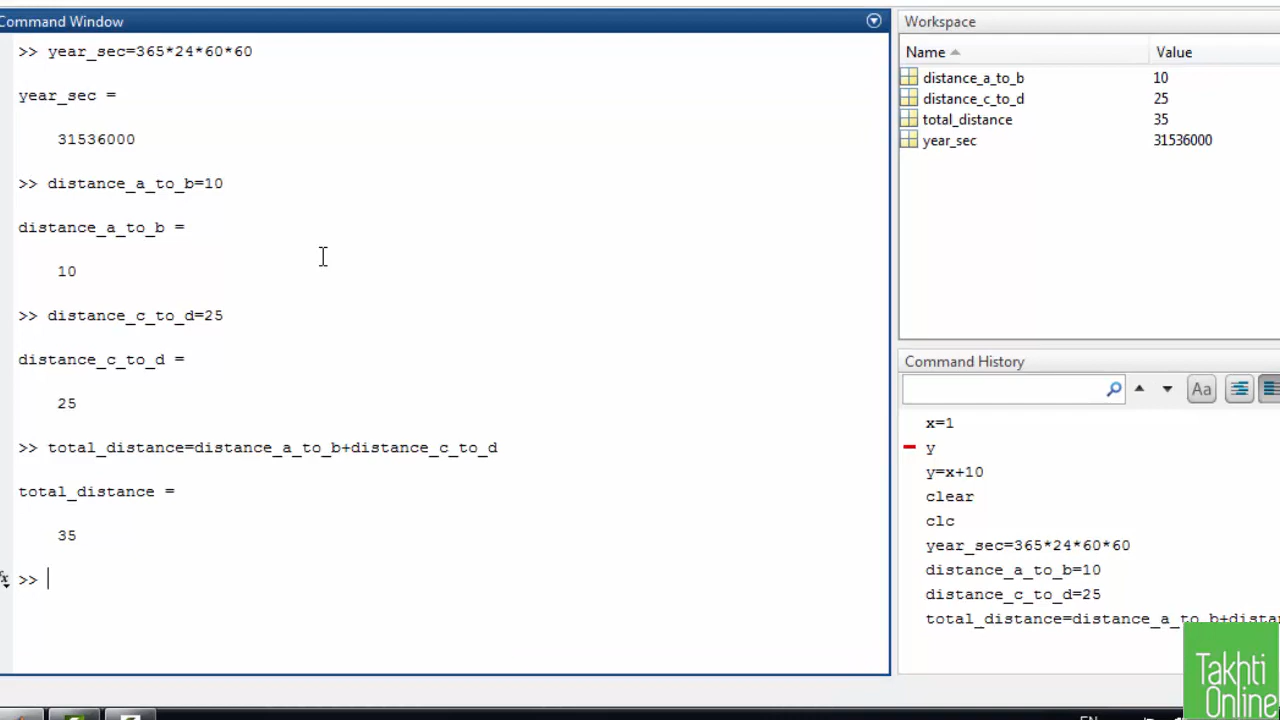 Command Window
>> year_sec=365*24*60*60
year_sec =
31536000
>> distance_a_to_b=10
distance_a_to_b =
10
>> distance_c_to_d=25
distance_c_to_d =
25
>> total_distance=distance_a_to_b+distance_c_to_d
total_distance =
35
>>
Workspace
Name Value
distance_a_to_b 10
distance_c_to_d 25
total_distance 35
year_sec 31536000
Command History
Aa
x=1
y
y=x+10
clear
clc
year_sec=365*24*60*60
distance_a_to_b=10
distance_c_to_d=25
total_distance=distance_a_to_b+distan
Takhti
Online